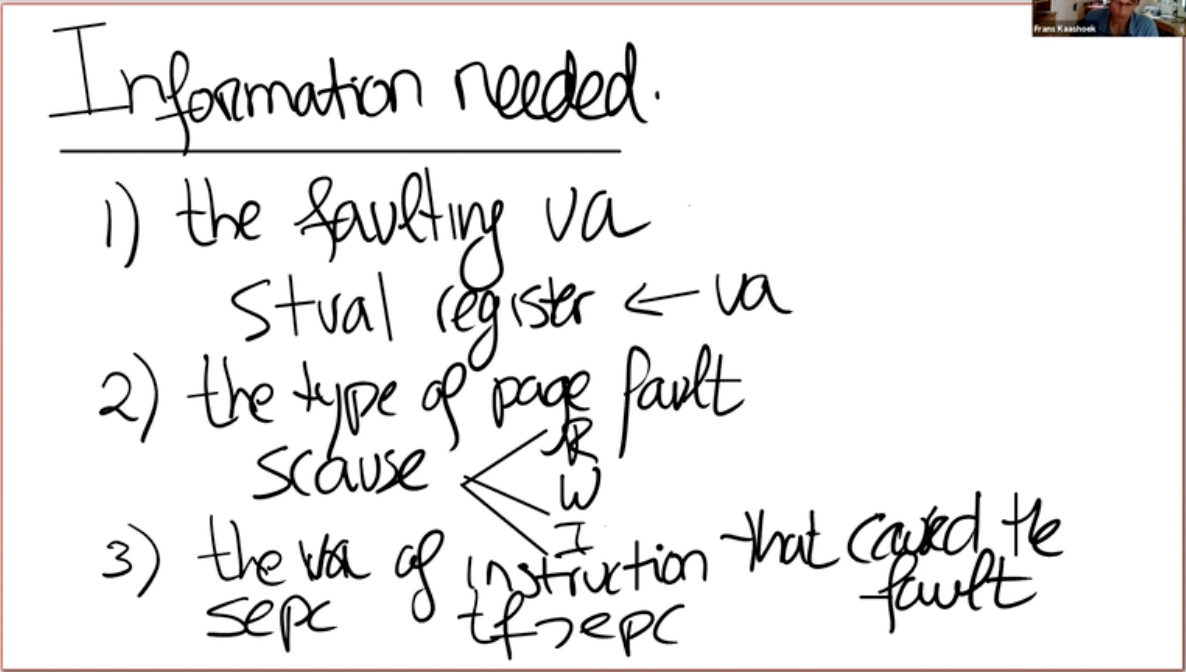 Frans Kaashoek
Information needed.
1) the faulting va
stval register ← va
2) the type of page fault
scause
R
W
I
3) the va of instruction that caused the
fault
sepc tf->epc